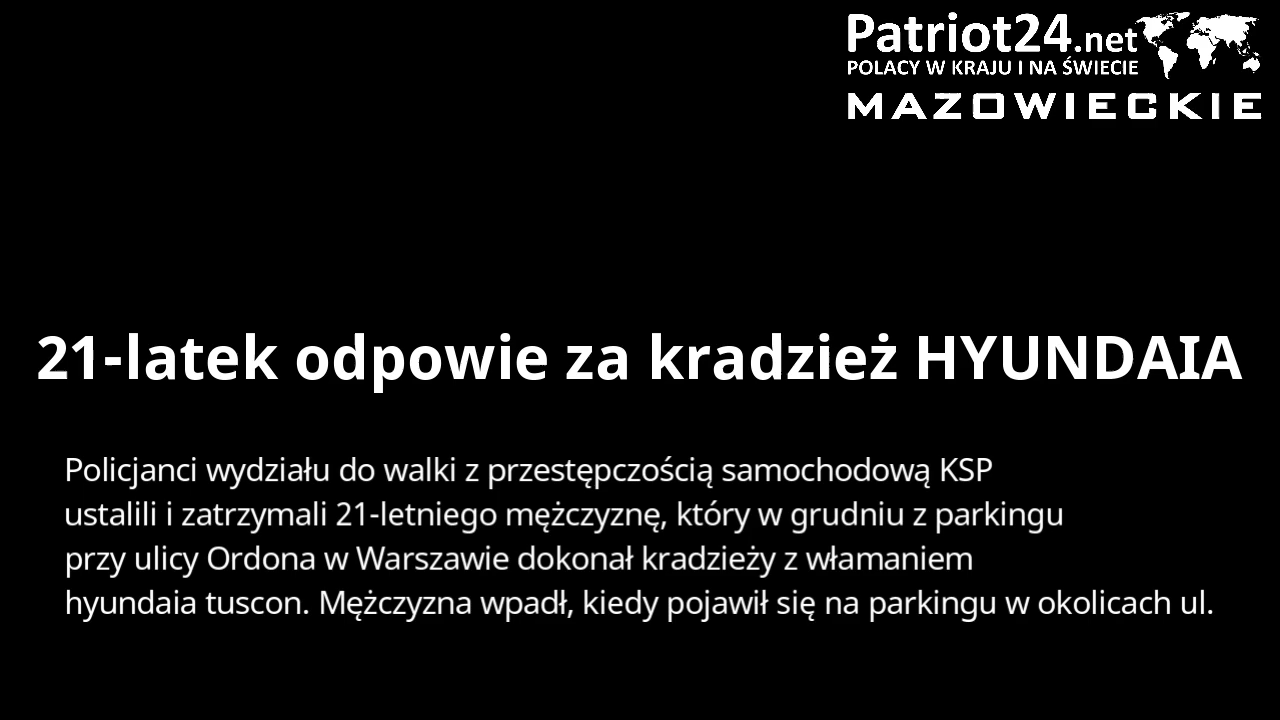 Patriot24.net
POLACY W KRAJU I NA ŚWIECIE
MAZOWIECKIE
21-latek odpowie za kradzież HYUNDAIA
Policjanci wydziału do walki z przestępczością samochodową KSP
ustalili i zatrzymali 21-letniego mężczyznę, który w grudniu z parkingu
przy ulicy Ordona w Warszawie dokonał kradzieży z włamaniem
hyundaia tuscon. Mężczyzna wpadł, kiedy pojawił się na parkingu w okolicach ul.